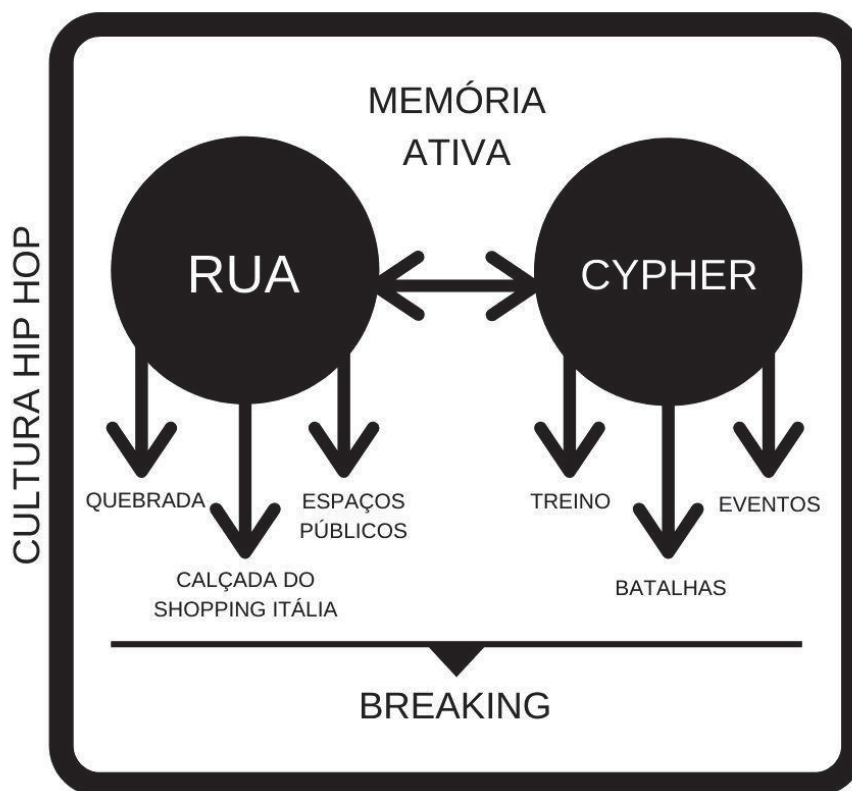 CULTURA HIP HOP
MEMÓRIA
ATIVA
RUA
CYPHER
QUEBRADA
ESPAÇOS
PÚBLICOS
CALÇADA DO
SHOPPING ITÁLIA
TREINO
EVENTOS
BATALHAS
BREAKING